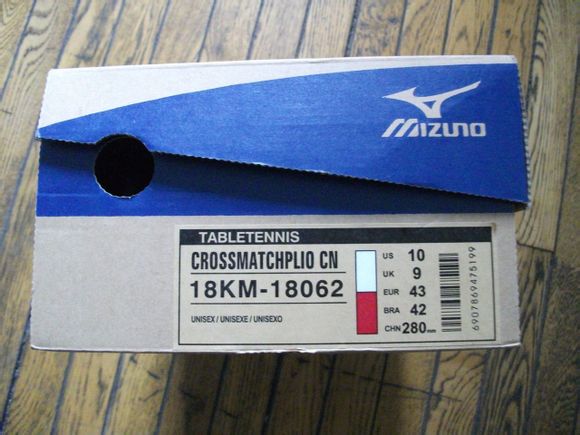 MIZUNO
TABLETENNIS
CROSSMATCHPLIO CN
18KM-18062
UNISEX / UNISEXE / UNISEXO
US 10
UK 9
EUR 43
BRA 42
CHN 280mm
6907869475199